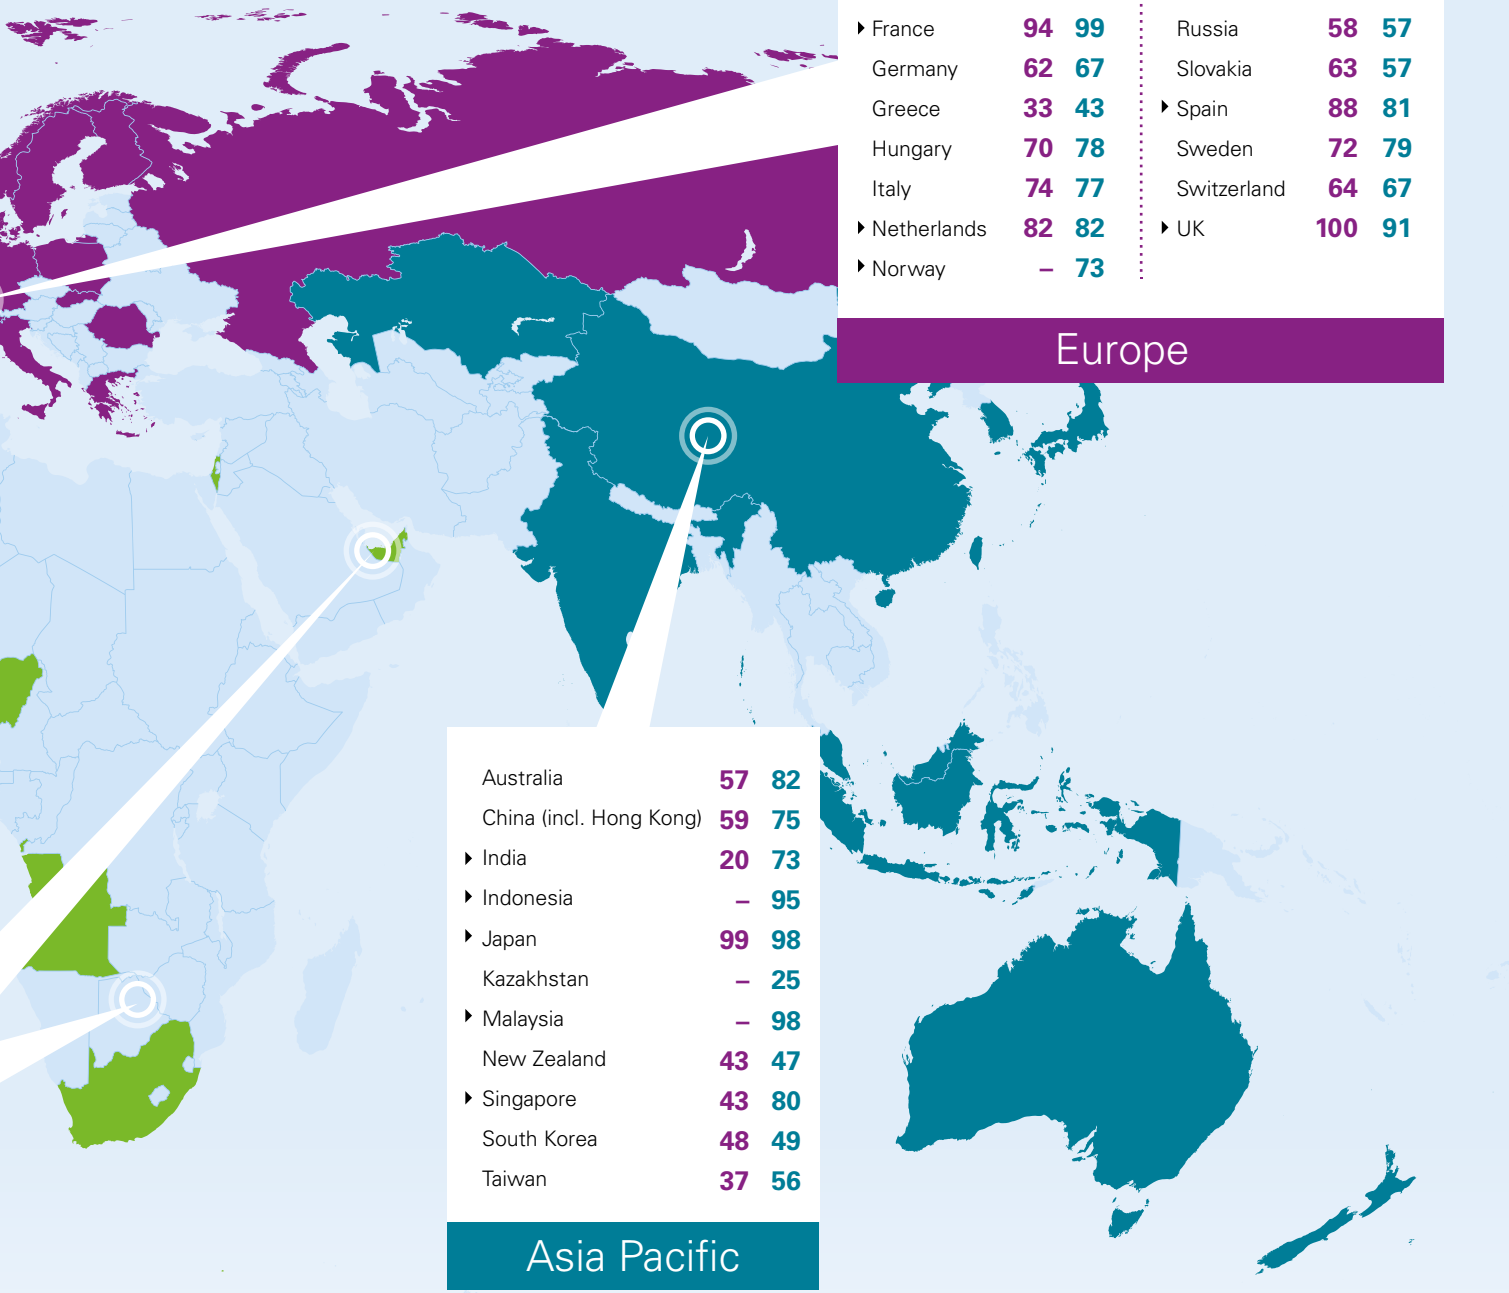 France 94 99
Germany 62 67
Greece 33 43
Hungary 70 78
Italy 74 77
Netherlands 82 82
Norway – 73
Russia 58 57
Slovakia 63 57
Spain 88 81
Sweden 72 79
Switzerland 64 67
UK 100 91
Europe
Australia 57 82
China (incl. Hong Kong) 59 75
India 20 73
Indonesia – 95
Japan 99 98
Kazakhstan – 25
Malaysia – 98
New Zealand 43 47
Singapore 43 80
South Korea 48 49
Taiwan 37 56
Asia Pacific